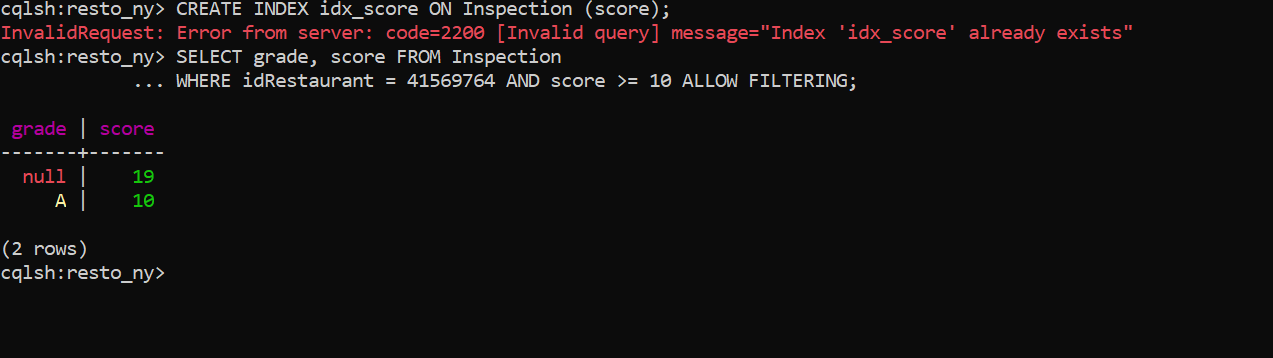 cqlsh:resto_ny> CREATE INDEX idx_score ON Inspection (score);
InvalidRequest: Error from server: code=2200 [Invalid query] message="Index 'idx_score' already exists"
cqlsh:resto_ny> SELECT grade, score FROM Inspection
            ... WHERE idRestaurant = 41569764 AND score >= 10 ALLOW FILTERING;
 grade | score
-------+-------
  null |    19
     A |    10
(2 rows)
cqlsh:resto_ny>